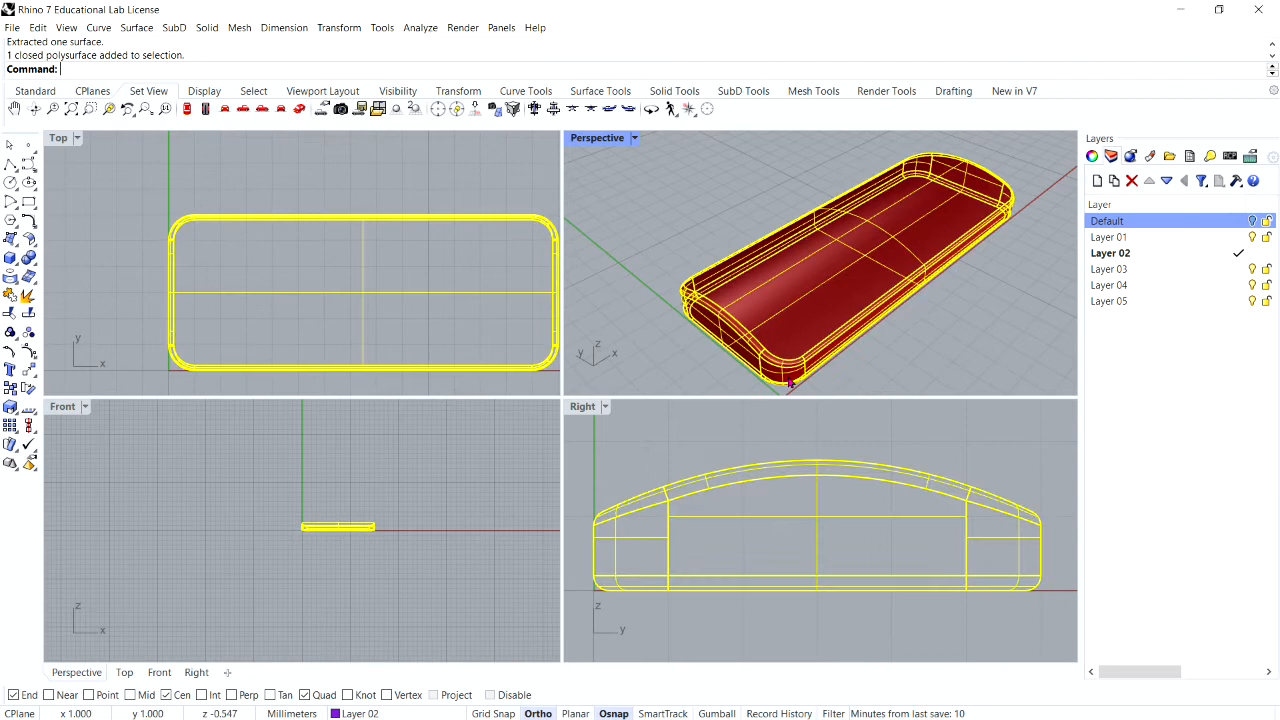 Rhino 7 Educational Lab License
File Edit View Curve Surface SubD Solid Mesh Dimension Transform Tools Analyze Render Panels Help
Extracted one surface.
1 closed polysurface added to selection.
Command:
Standard CPlanes Set View Display Select Viewport Layout Visibility Transform Curve Tools Surface Tools Solid Tools SubD Tools Mesh Tools Render Tools Drafting New in V7
Top
y
x
Perspective
z
y x
Front
z
x
Right
z
y
Layers
Layer
Default
Layer 01
Layer 02
Layer 03
Layer 04
Layer 05
Perspective Top Front Right
End Near Point Mid Cen Int Perp Tan Quad Knot Vertex Project Disable
CPlane x 1.000 y 1.000 z -0.547 Millimeters Layer 02 Grid Snap Ortho Planar Osnap SmartTrack Gumball Record History Filter Minutes from last save: 10